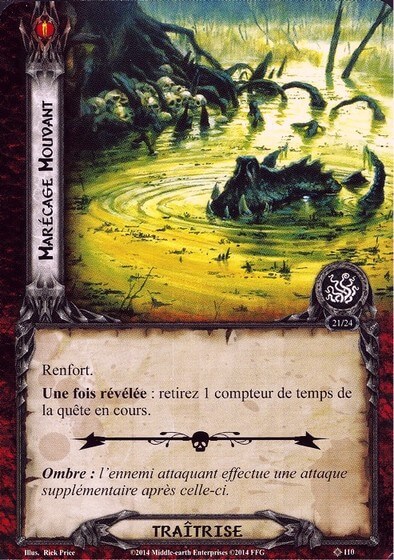 Marécage Mouvant
21/24
Renfort.
Une fois révélée : retirez 1 compteur de temps de
la quête en cours.
Ombre : l'ennemi attaquant effectue une attaque
supplémentaire après celle-ci.
TRAÎTRISE
Illus. Rick Price
©2014 Middle-earth Enterprises ©2014 FFG
110